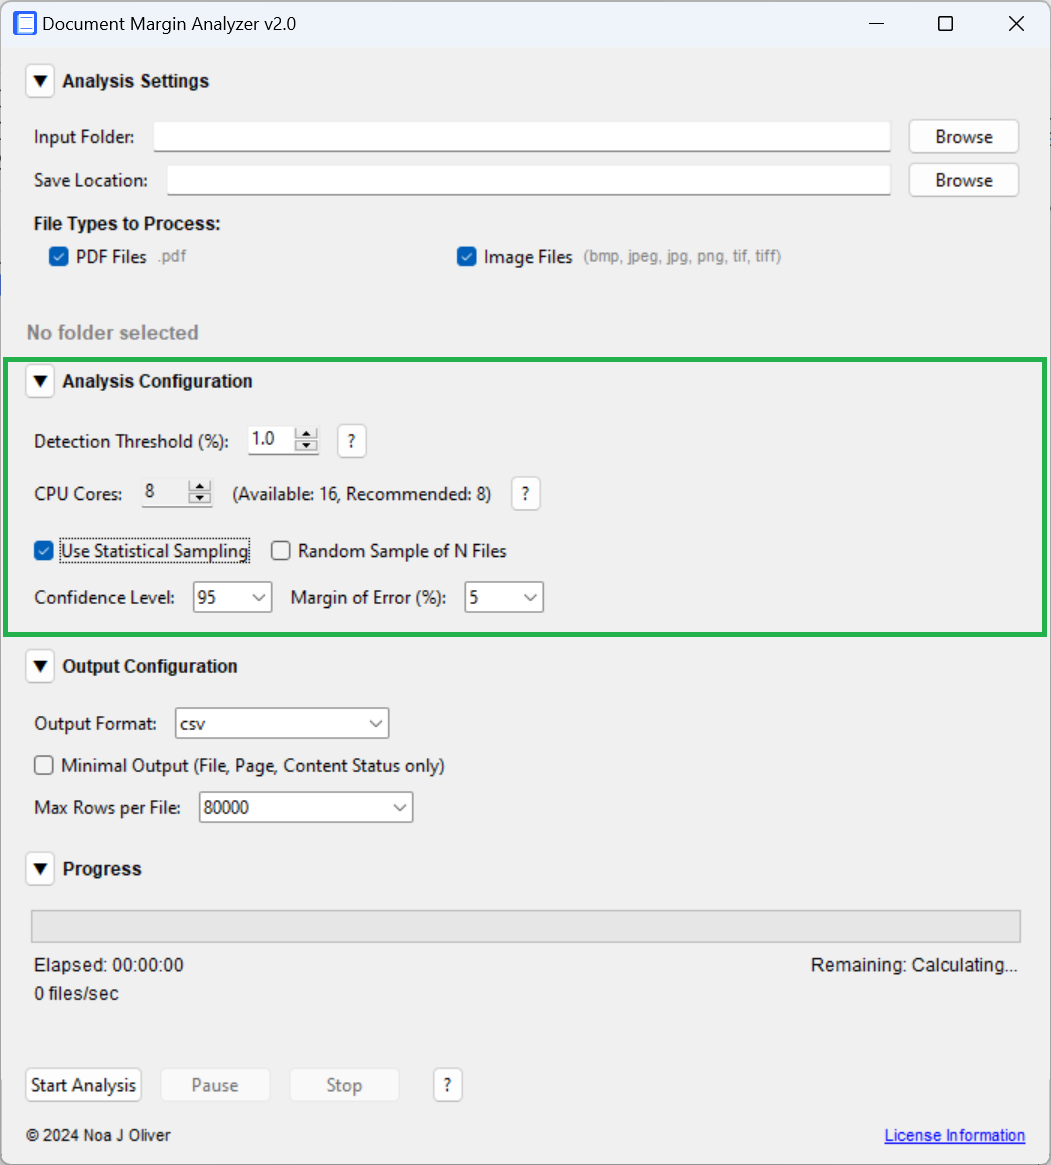 Document Margin Analyzer v2.0
Analysis Settings
Input Folder: Browse
Save Location: Browse
File Types to Process:
PDF Files .pdf Image Files (bmp, jpeg, jpg, png, tif, tiff)
No folder selected
Analysis Configuration
Detection Threshold (%): 1.0 ?
CPU Cores: 8 (Available: 16, Recommended: 8) ?
Use Statistical Sampling Random Sample of N Files
Confidence Level: 95 Margin of Error (%): 5
Output Configuration
Output Format: csv
Minimal Output (File, Page, Content Status only)
Max Rows per File: 80000
Progress
Elapsed: 00:00:00 Remaining: Calculating...
0 files/sec
Start Analysis Pause Stop ?
© 2024 Noa J Oliver License Information